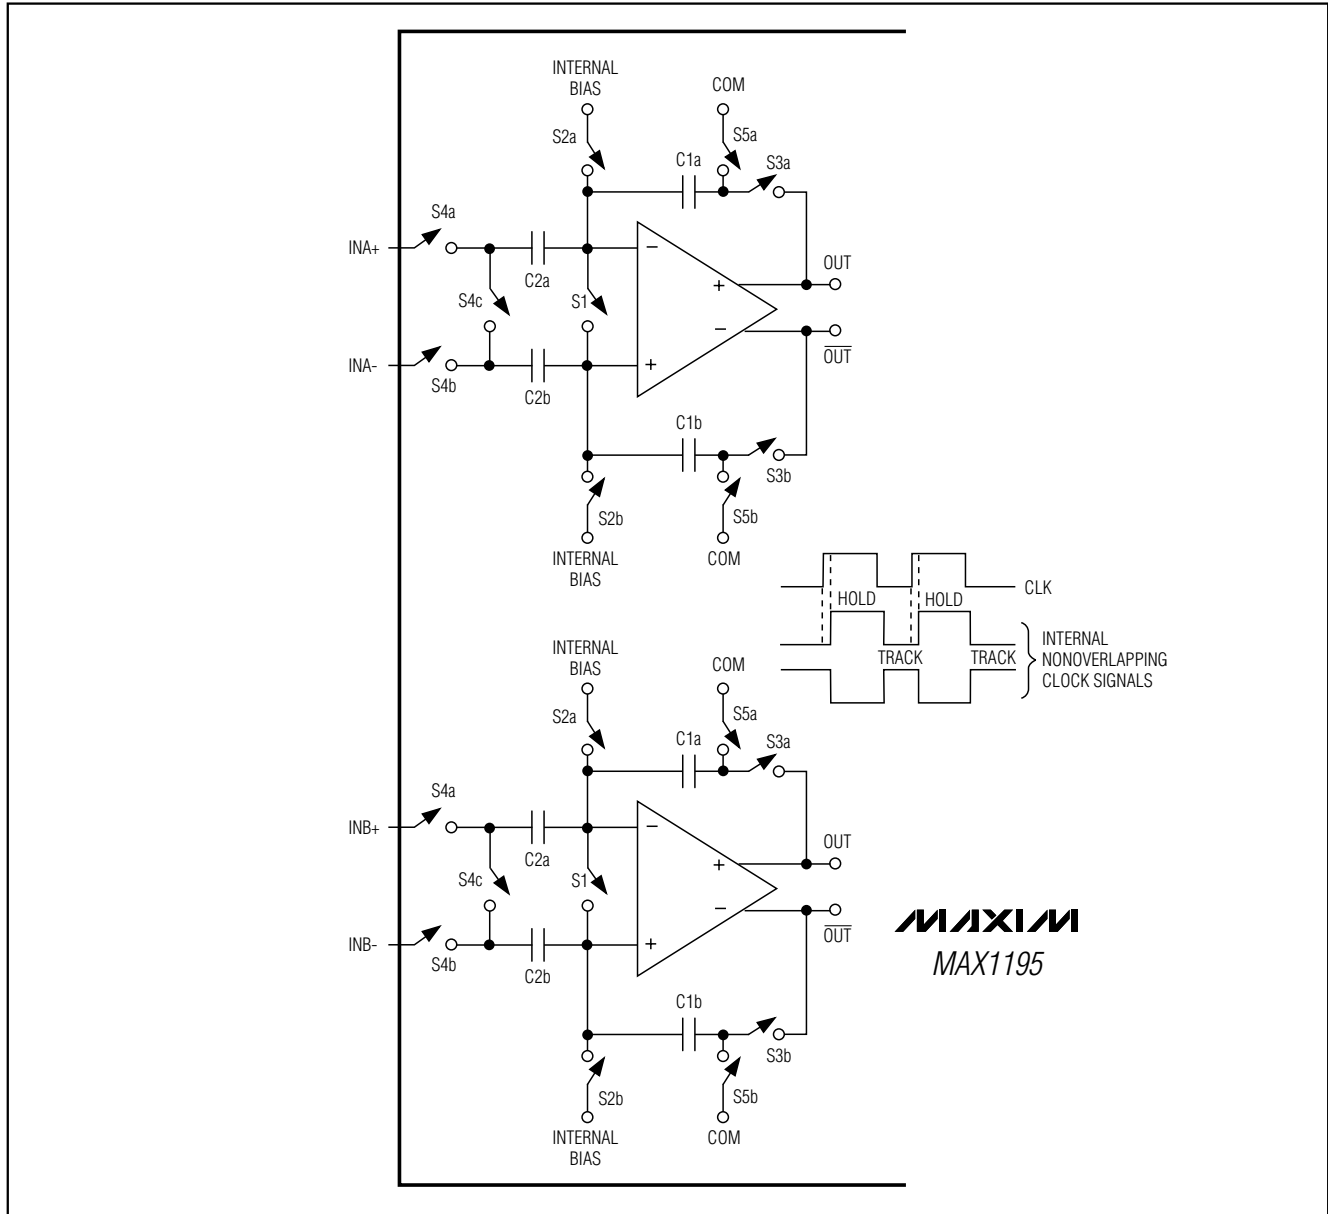 INTERNAL
BIAS
COM
S2a
S5a
C1a
S3a
S4a
INA+
−
C2a
OUT
+
S4c
S1
−
OUT
INA-
+
S4b
C2b
C1b
S3b
S2b
S5b
INTERNAL
BIAS
COM
CLK
HOLD
HOLD
TRACK
TRACK
INTERNAL
NONOVERLAPPING
CLOCK SIGNALS
INTERNAL
BIAS
COM
S2a
S5a
C1a
S3a
S4a
INB+
−
C2a
OUT
+
S4c
S1
−
OUT
INB-
+
S4b
C2b
C1b
S3b
S2b
S5b
INTERNAL
BIAS
COM
MAXIM
MAX1195